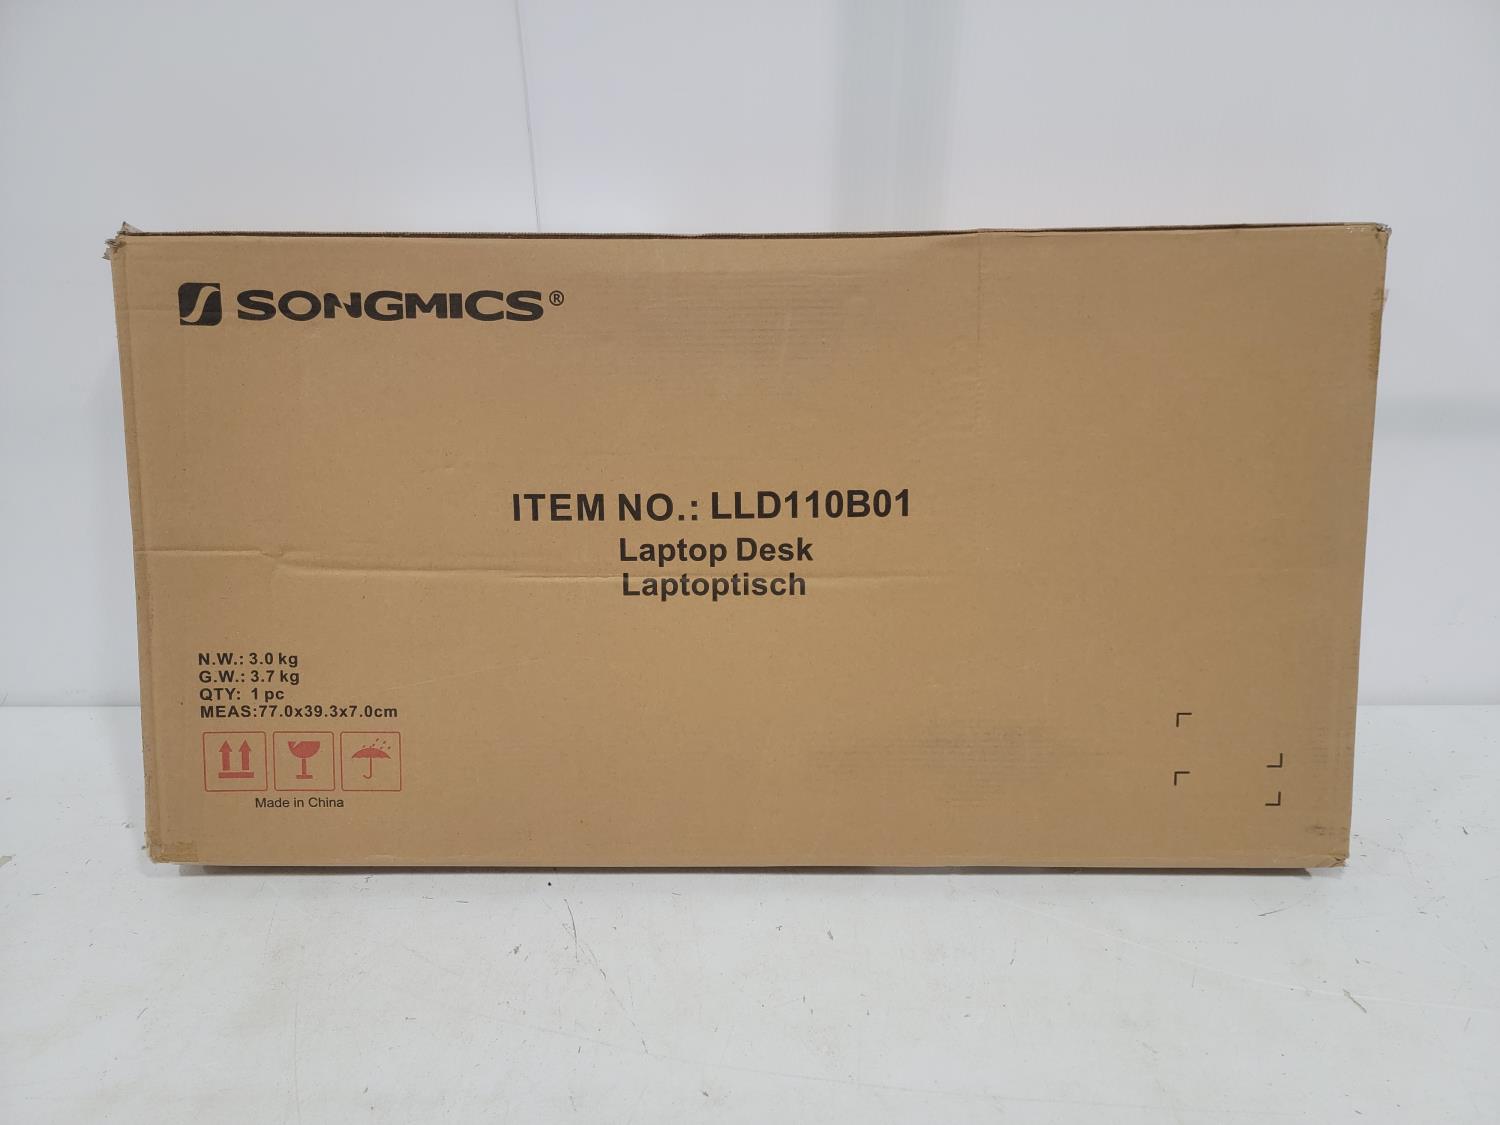 SONGMICS®
ITEM NO.: LLD110B01
Laptop Desk
Laptoptisch
N.W.: 3.0 kg
G.W.: 3.7 kg
QTY: 1 pc
MEAS:77.0x39.3x7.0cm
Made in China